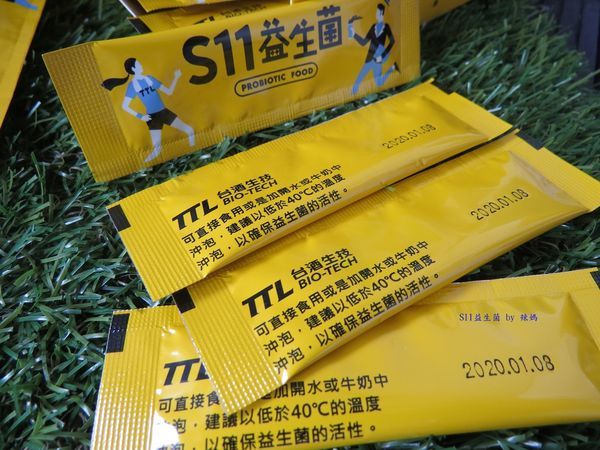 S11益生菌
PROBIOTIC FOOD
TTL
TTL 台酒生技
BIO-TECH
可直接食用或是加開水或牛奶中
沖泡，建議以低於40℃的溫度
沖泡，以確保益生菌的活性。
2020.01.08
TTL 台酒生技
BIO-TECH
可直接食用或是加開水或牛奶中
沖泡，建議以低於40℃的溫度
沖泡，以確保益生菌的活性。
2020.01.08
S11益生菌 by 辣媽
TTL
可直接食用或是加開水或牛奶中
沖泡，建議以低於40℃的溫度
沖泡，以確保益生菌的活性。
2020.01.08